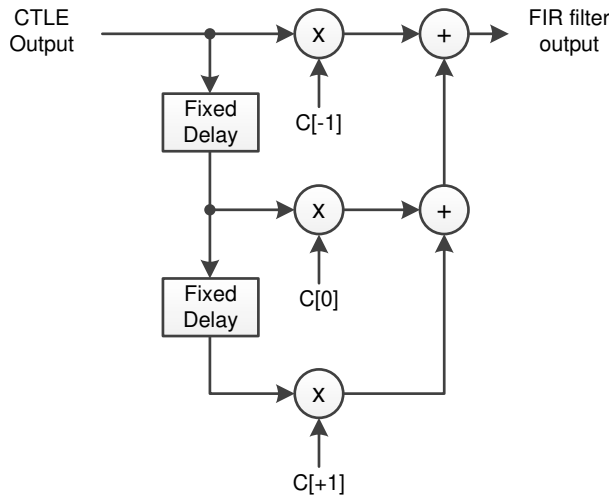 CTLE
Output
FIR filter
output
x
+
C[-1]
Fixed
Delay
x
+
C[0]
Fixed
Delay
x
C[+1]